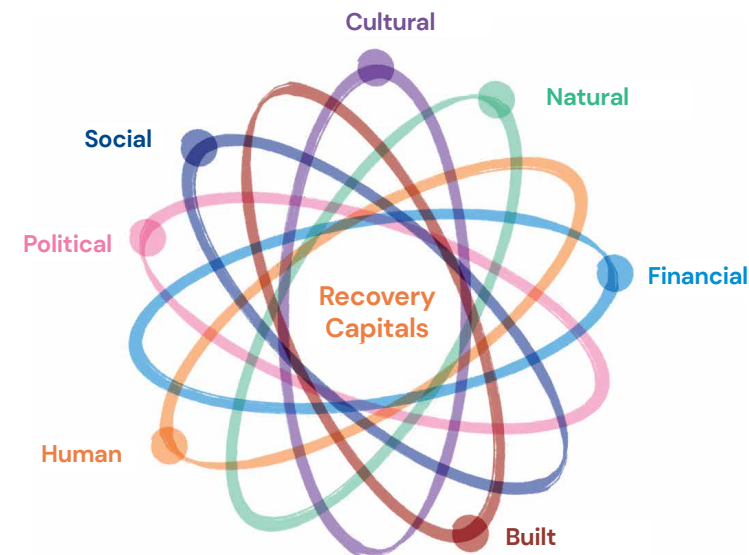 Cultural
Natural
Social
Political
Financial
Recovery
Capitals
Human
Built